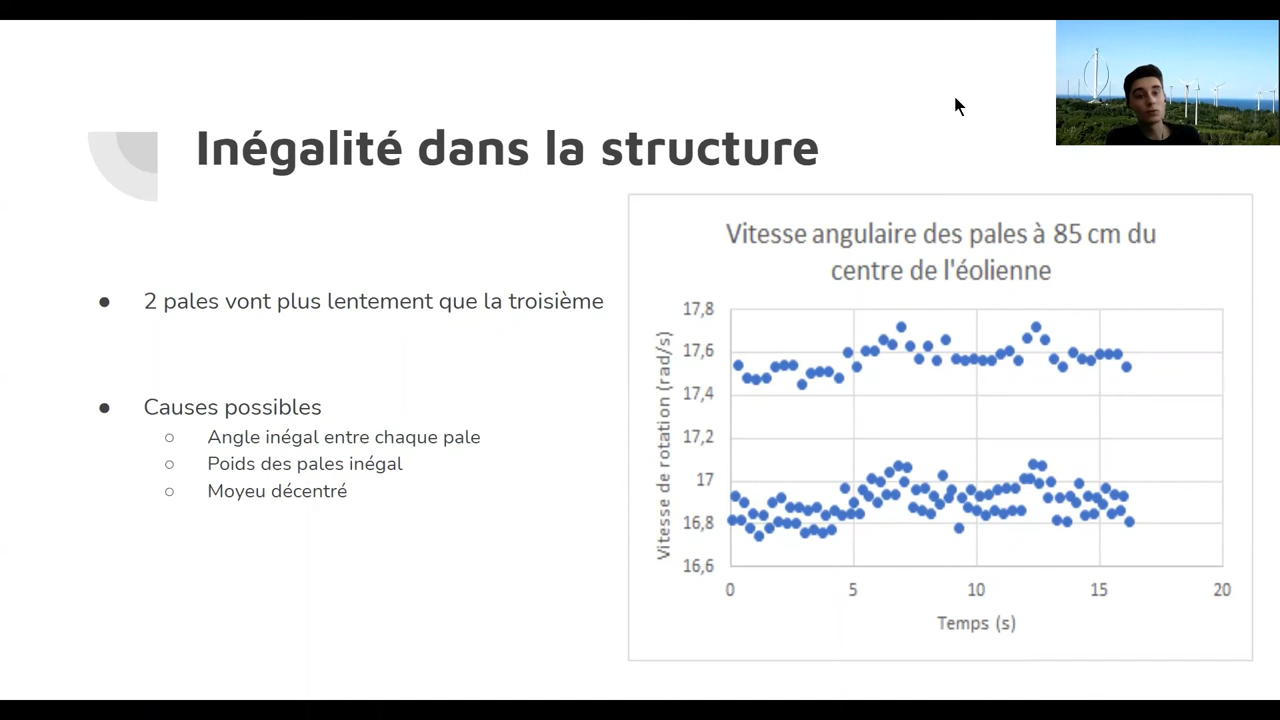 Inégalité dans la structure
● 2 pales vont plus lentement que la troisième
● Causes possibles
○ Angle inégal entre chaque pale
○ Poids des pales inégal
○ Moyeu décentré
Vitesse angulaire des pales à 85 cm du
centre de l'éolienne
Vitesse de rotation (rad/s)
17,8
17,6
17,4
17,2
17
16,8
16,6
0 5 10 15 20
Temps (s)